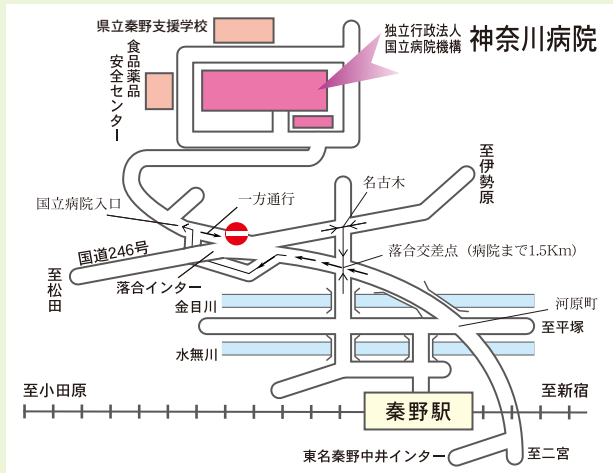 県立秦野支援学校
独立行政法人
国立病院機構
神奈川病院
食品薬品
安全センター
至伊勢原
名古木
国立病院入口
一方通行
国道246号
落合交差点（病院まで1.5Km）
至松田
落合インター
金目川
河原町
至平塚
水無川
至小田原
至新宿
秦野駅
東名秦野中井インター
至二宮